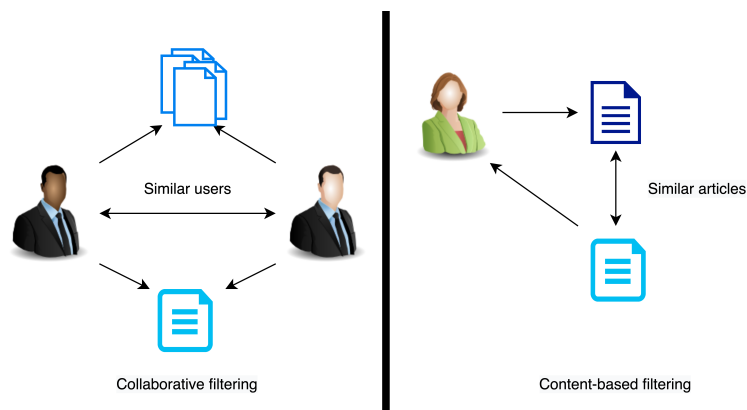 Similar users
Similar articles
Collaborative filtering
Content-based filtering